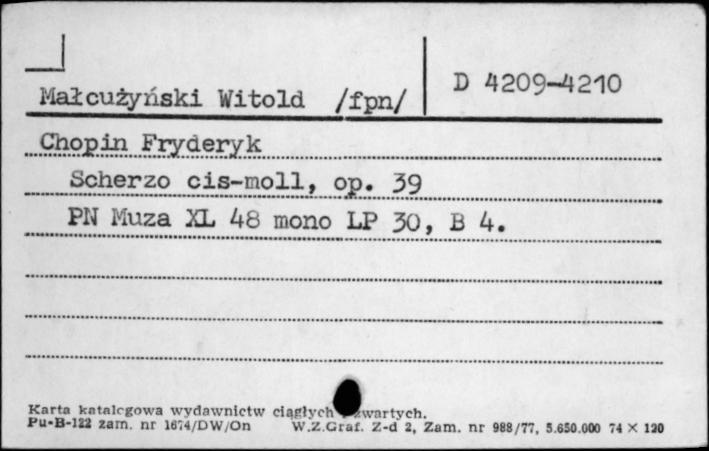 Małcużyński Witold /fpn/ D 4209-4210
Chopin Fryderyk
Scherzo cis-moll, op. 39
PN Muza XL 48 mono LP 30, B 4.
Karta katalogowa wydawnictw ciągłych zwartych.
Pu-B-122 zam. nr 1674/DW/On W.Z.Graf. Z-d 2, Zam. nr 988/77, 5.650.000 74 X 120